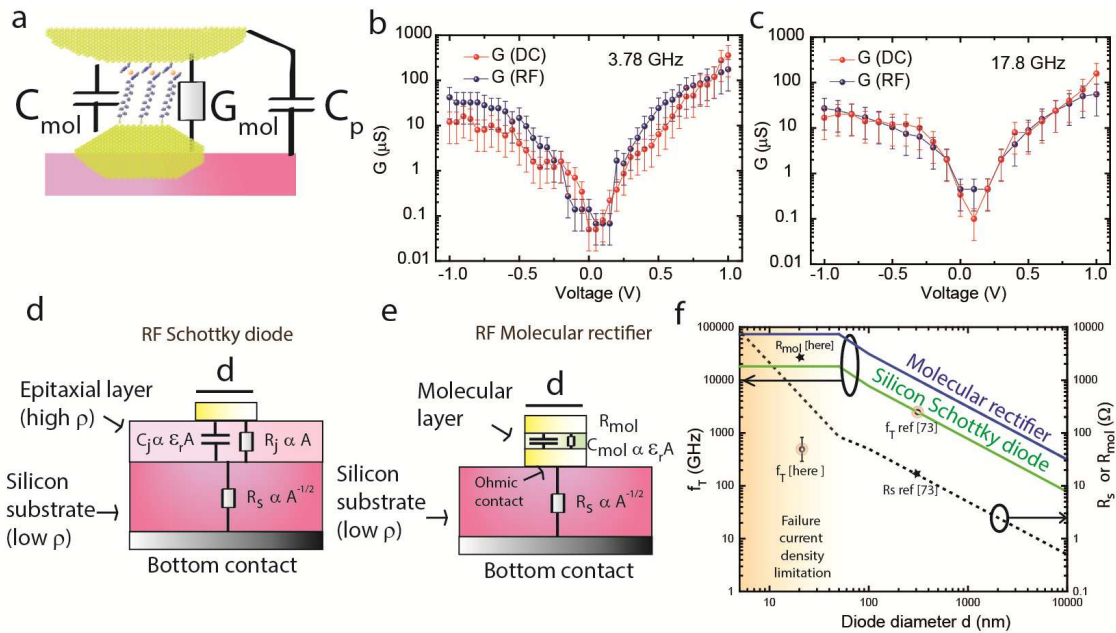 a
C_mol
G_mol
C_p
b
G (DC)
G (RF)
3.78 GHz
1000
100
10
1
0.1
0.01
G (µS)
-1.0 -0.5 0.0 0.5 1.0
Voltage (V)
c
G (DC)
G (RF)
17.8 GHz
1000
100
10
1
0.1
0.01
G (µS)
-1.0 -0.5 0.0 0.5 1.0
Voltage (V)
d
RF Schottky diode
d
Epitaxial layer
(high ρ)
C_j α ε_r A
R_j α A
Silicon
substrate
(low ρ)
R_s ∝ A^-1/2
Bottom contact
e
RF Molecular rectifier
d
Molecular
layer
R_mol
C_mol ∝ ε_r A
Ohmic
contact
Silicon
substrate
(low ρ)
R_s ∝ A^-1/2
Bottom contact
f
100000
10000
1000
100
10
1
f_T (GHz)
R_mol [here]
Molecular rectifier
Silicon Schottky
diode
f_T ref [73]
f_T [here]
Rs ref [73]
Failure
current
density
limitation
10000
1000
100
10
1
0.1
R_S or R_mol (Ω)
10 100 1000 10000
Diode diameter d (nm)